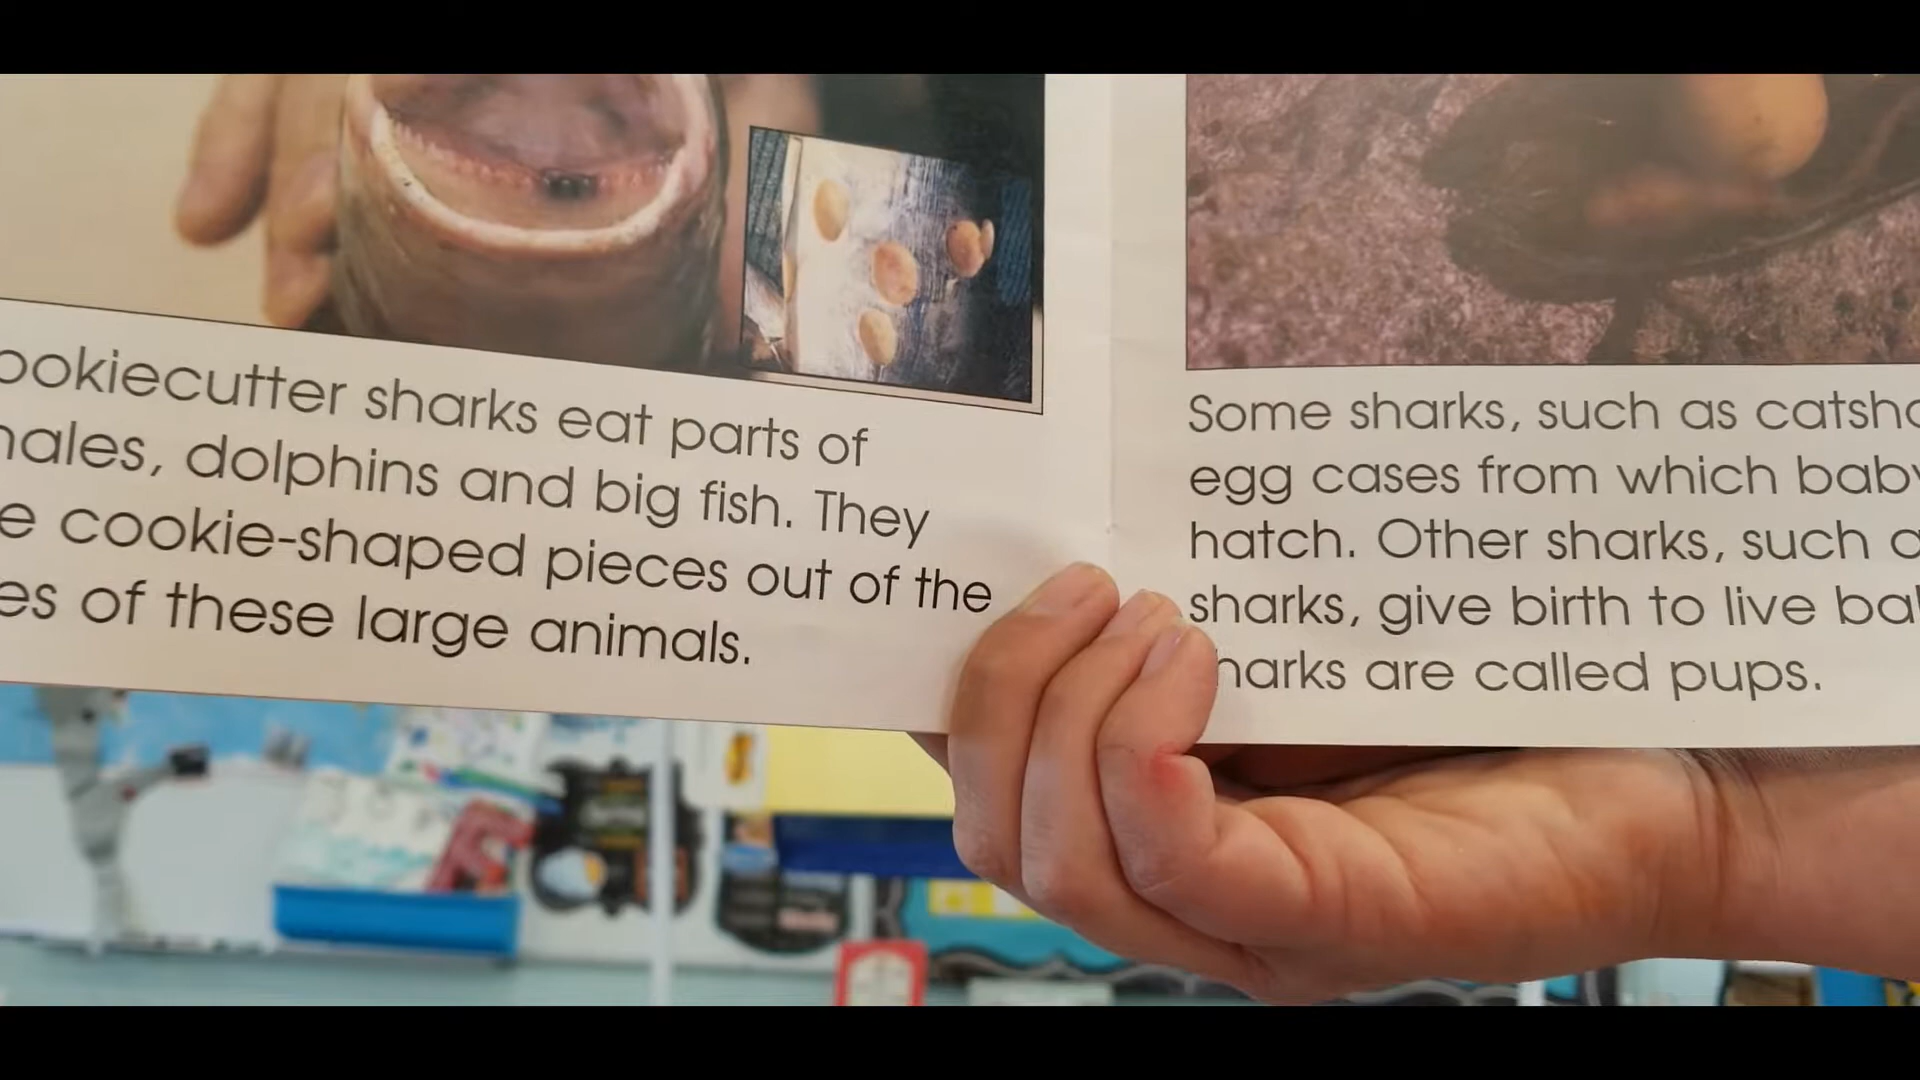 ookiecutter sharks eat parts of
hales, dolphins and big fish. They
e cookie-shaped pieces out of the
es of these large animals.
Some sharks, such as catsha
egg cases from which baby
hatch. Other sharks, such a
sharks, give birth to live bab
harks are called pups.